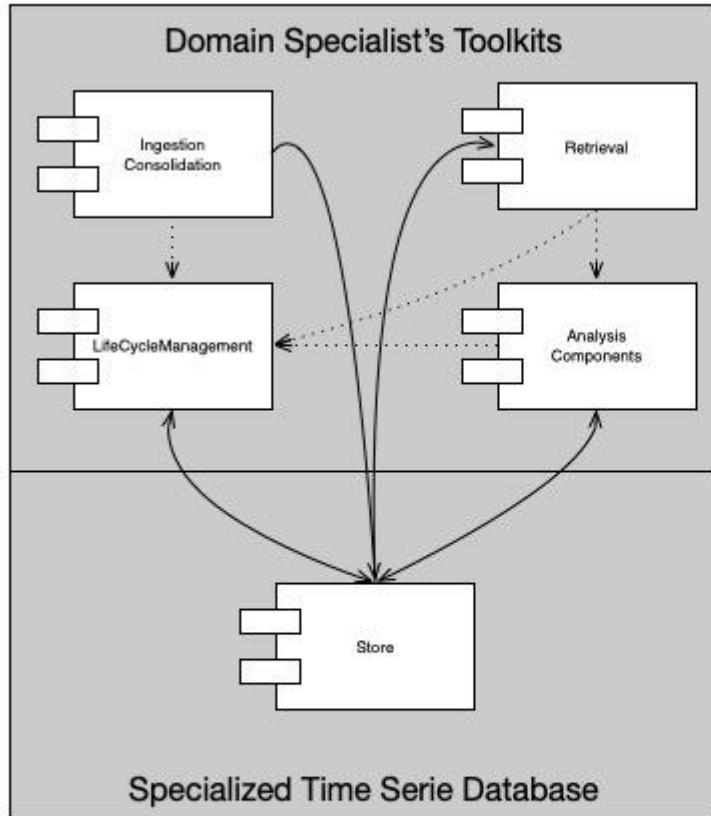 Domain Specialist's Toolkits
Ingestion
Consolidation
Retrieval
LifeCycleManagement
Analysis
Components
Store
Specialized Time Serie Database